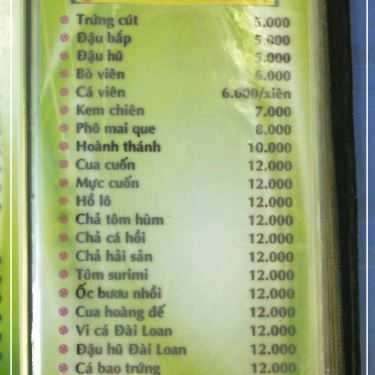 Trứng cút 5.000
Đậu bắp 5.000
Đậu hũ 5.000
Bò viên 6.000
Cá viên 6.000/xiên
Kem chiên 7.000
Phô mai que 8.000
Hoành thánh 10.000
Cua cuốn 12.000
Mực cuốn 12.000
Hồ lô 12.000
Chả tôm hùm 12.000
Chả cá hồi 12.000
Chả hải sản 12.000
Tôm surimi 12.000
Ốc bươu nhồi 12.000
Cua hoàng đế 12.000
Vi cá Đài Loan 12.000
Đậu hũ Đài Loan 12.000
Cá bao trứng 12.000